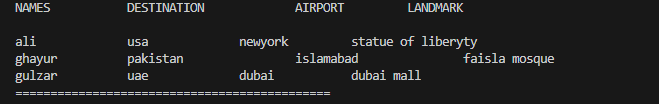 NAMES DESTINATION AIRPORT LANDMARK
ali usa newyork statue of liberyty
ghayur pakistan islamabad faisla mosque
gulzar uae dubai dubai mall
=============================================